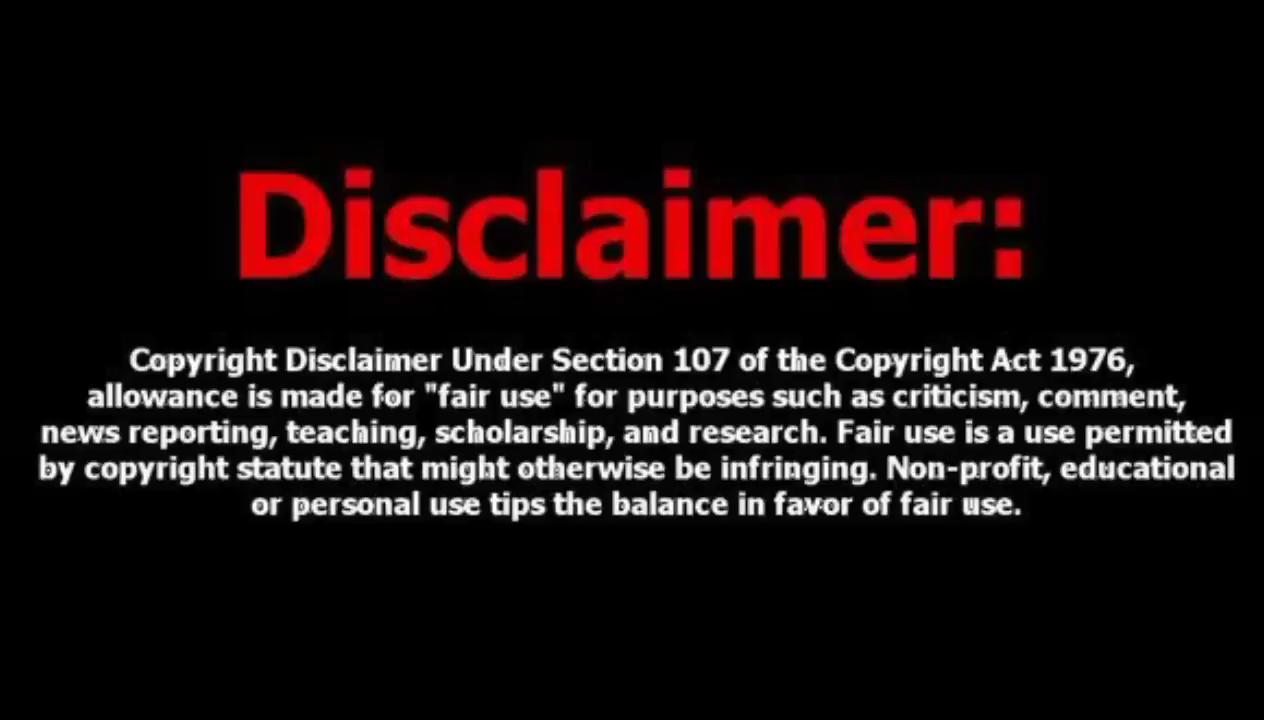 Disclaimer:
Copyright Disclaimer Under Section 107 of the Copyright Act 1976,
allowance is made for "fair use" for purposes such as criticism, comment,
news reporting, teaching, scholarship, and research. Fair use is a use permitted
by copyright statute that might otherwise be infringing. Non-profit, educational
or personal use tips the balance in favor of fair use.